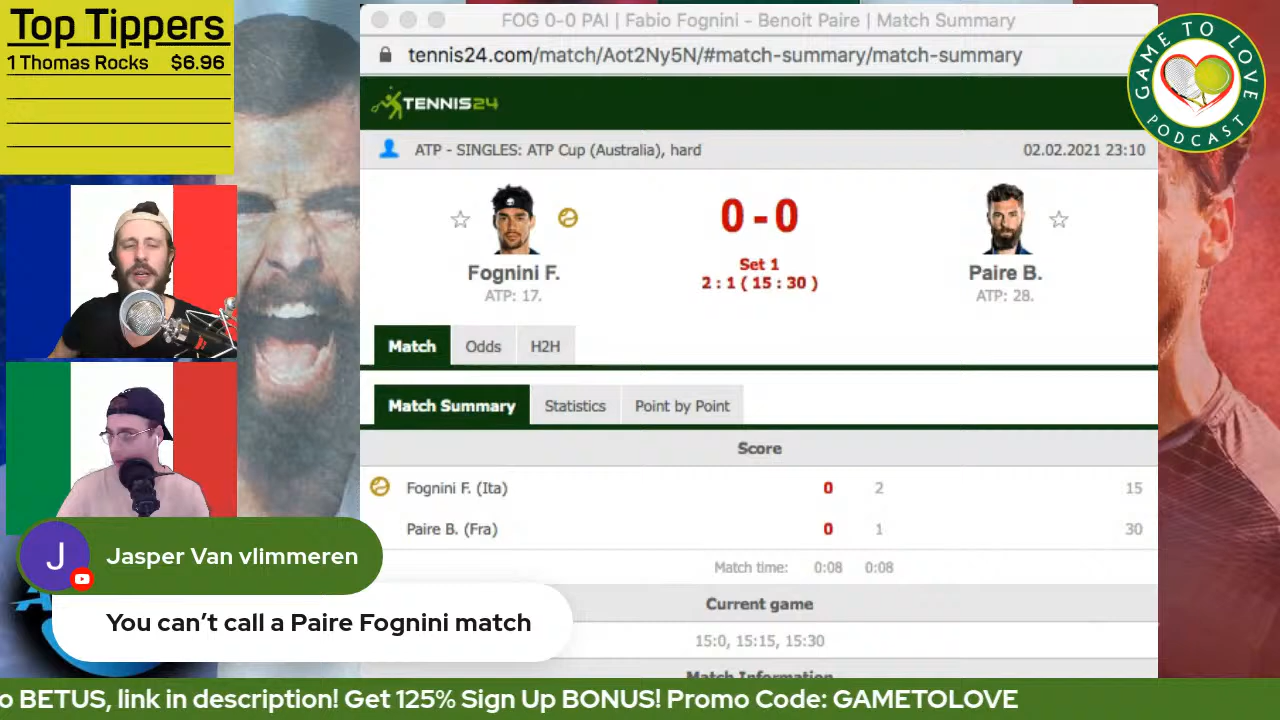 Top Tippers
1 Thomas Rocks $6.96
FOG 0-0 PAI | Fabio Fognini - Benoit Paire | Match Summary
tennis24.com/match/Aot2Ny5N/#match-summary/match-summary
TENNIS24
GAME TO LOVE
PODCAST
ATP - SINGLES: ATP Cup (Australia), hard
02.02.2021 23:10
0 - 0
Set 1
2 : 1 ( 15 : 30 )
Fognini F.
ATP: 17.
Paire B.
ATP: 28.
Match Odds H2H
Match Summary Statistics Point by Point
Score
Fognini F. (Ita) 0 2 15
Paire B. (Fra) 0 1 30
Match time: 0:08 0:08
Current game
15:0, 15:15, 15:30
Match Information
J
Jasper Van vlimmeren
You can’t call a Paire Fognini match
o BETUS, link in description! Get 125% Sign Up BONUS! Promo Code: GAMETOLOVE